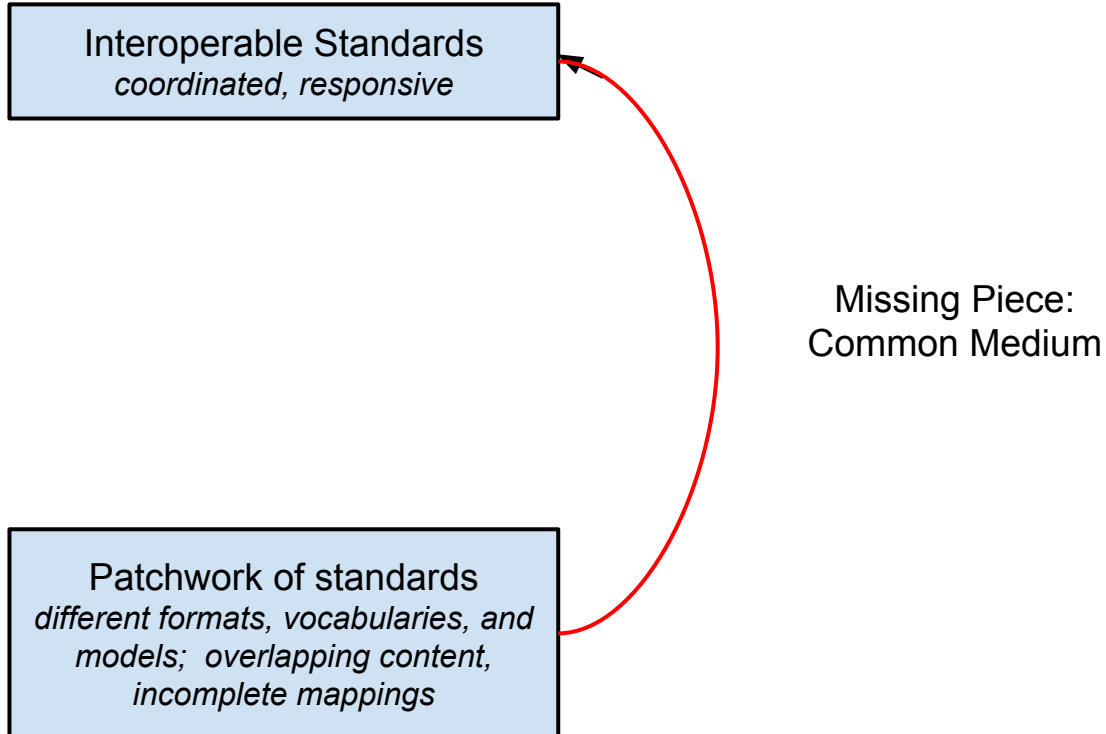 Interoperable Standards
coordinated, responsive
Missing Piece:
Common Medium
Patchwork of standards
different formats, vocabularies, and
models;  overlapping content,
incomplete mappings